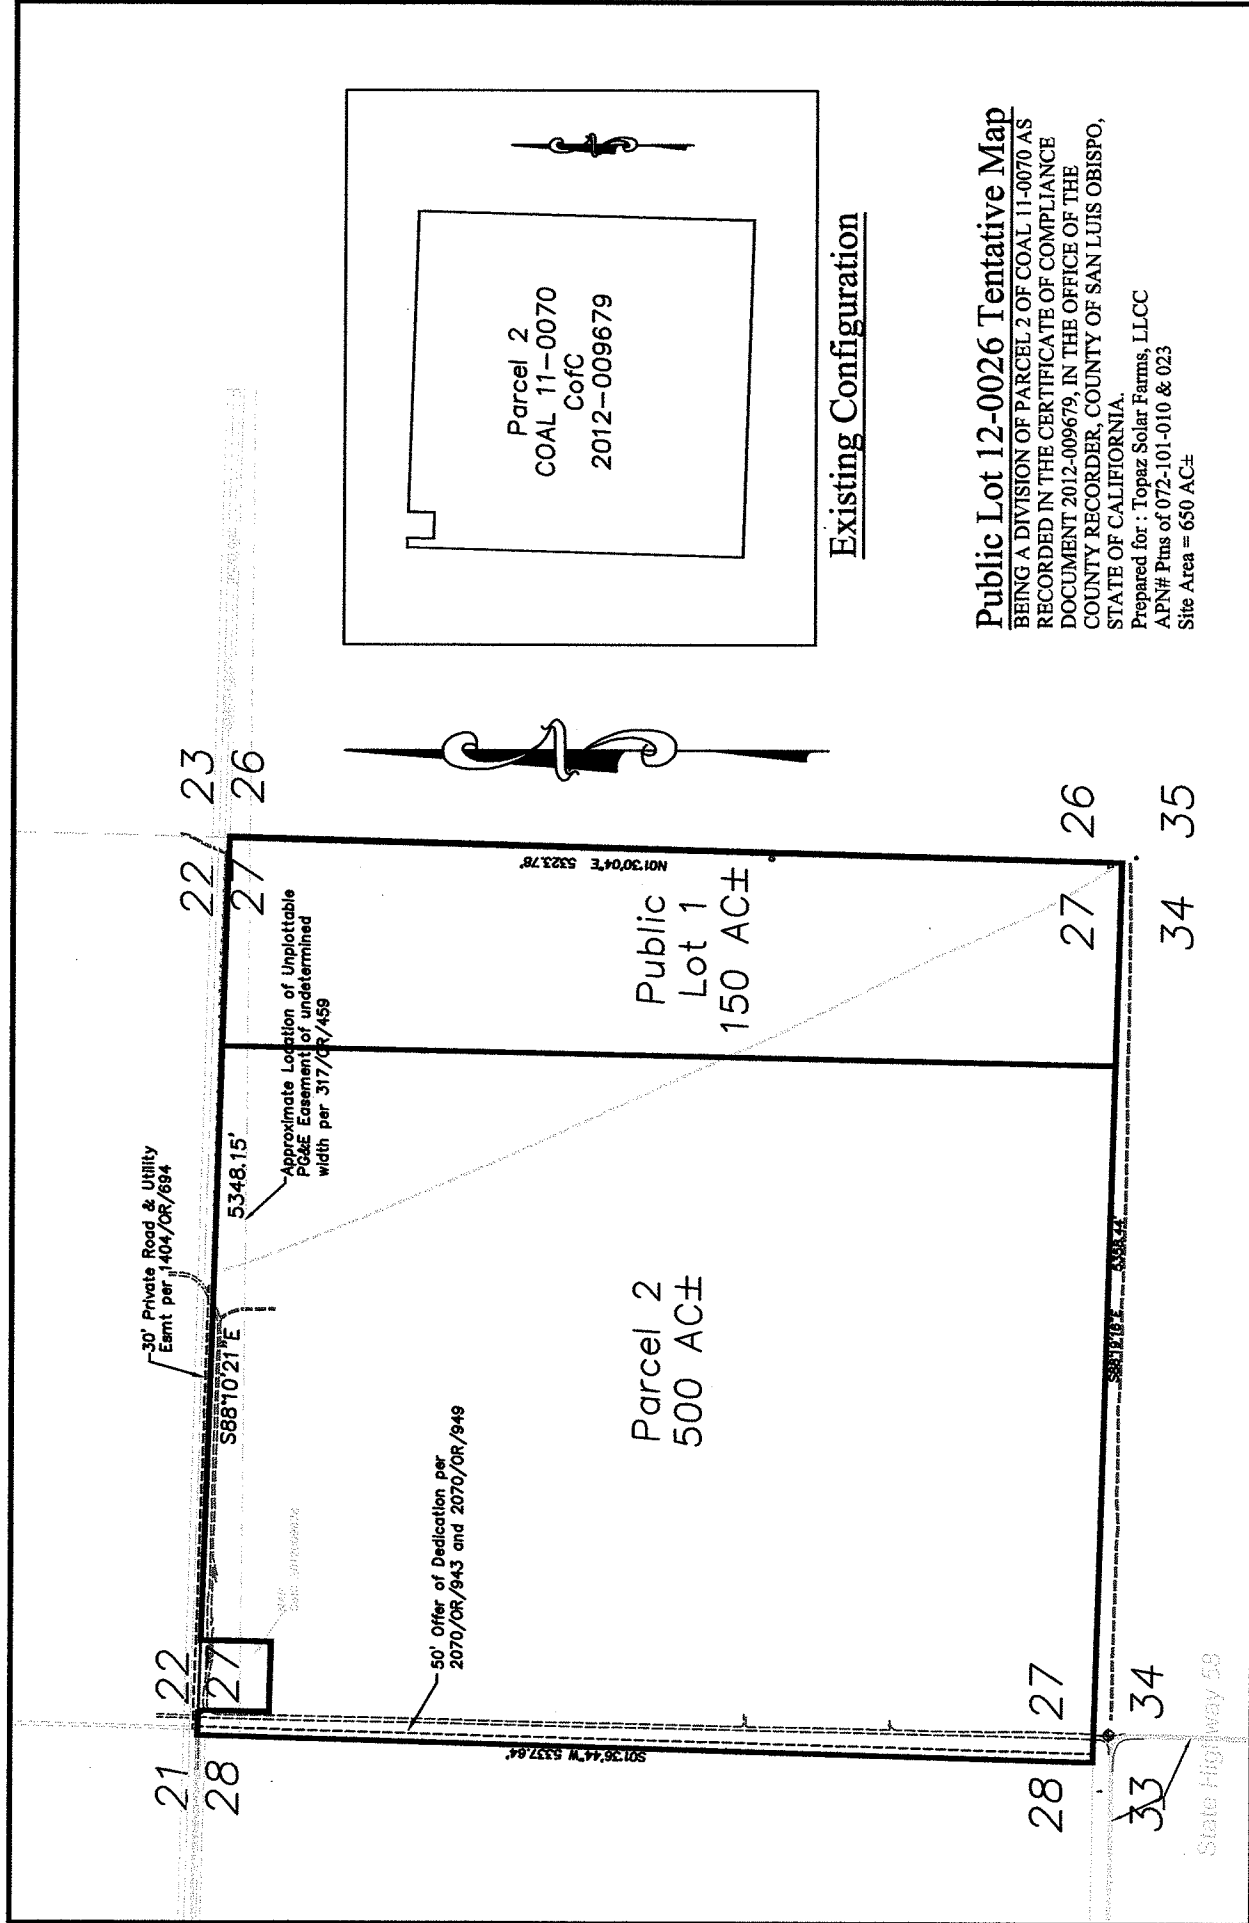 21
22
28
27
30' Private Road & Utility
Esmt per 1404/OR/694
22
23
27
26
S88°10'21"E
5348.15'
Approximate Location of Unplottable
PG&E Easement of undetermined
width per 317/OR/459
50' Offer of Dedication per
2070/OR/943 and 2070/OR/949
S01°36'44"W 5337.64'
N01°30'04"E 5323.78'
Parcel 2
500 AC±
Public
Lot 1
150 AC±
28
27
33
34
27
26
34
35
5358.44'
State Highway 58
Parcel 2
COAL 11-0070
CofC
2012-009679
Existing Configuration
Public Lot 12-0026 Tentative Map
BEING A DIVISION OF PARCEL 2 OF COAL 11-0070 AS
RECORDED IN THE CERTIFICATE OF COMPLIANCE
DOCUMENT 2012-009679, IN THE OFFICE OF THE
COUNTY RECORDER, COUNTY OF SAN LUIS OBISPO,
STATE OF CALIFIORNIA.
Prepared for : Topaz Solar Farms, LLCC
APN# Ptns of 072-101-010 & 023
Site Area = 650 AC±